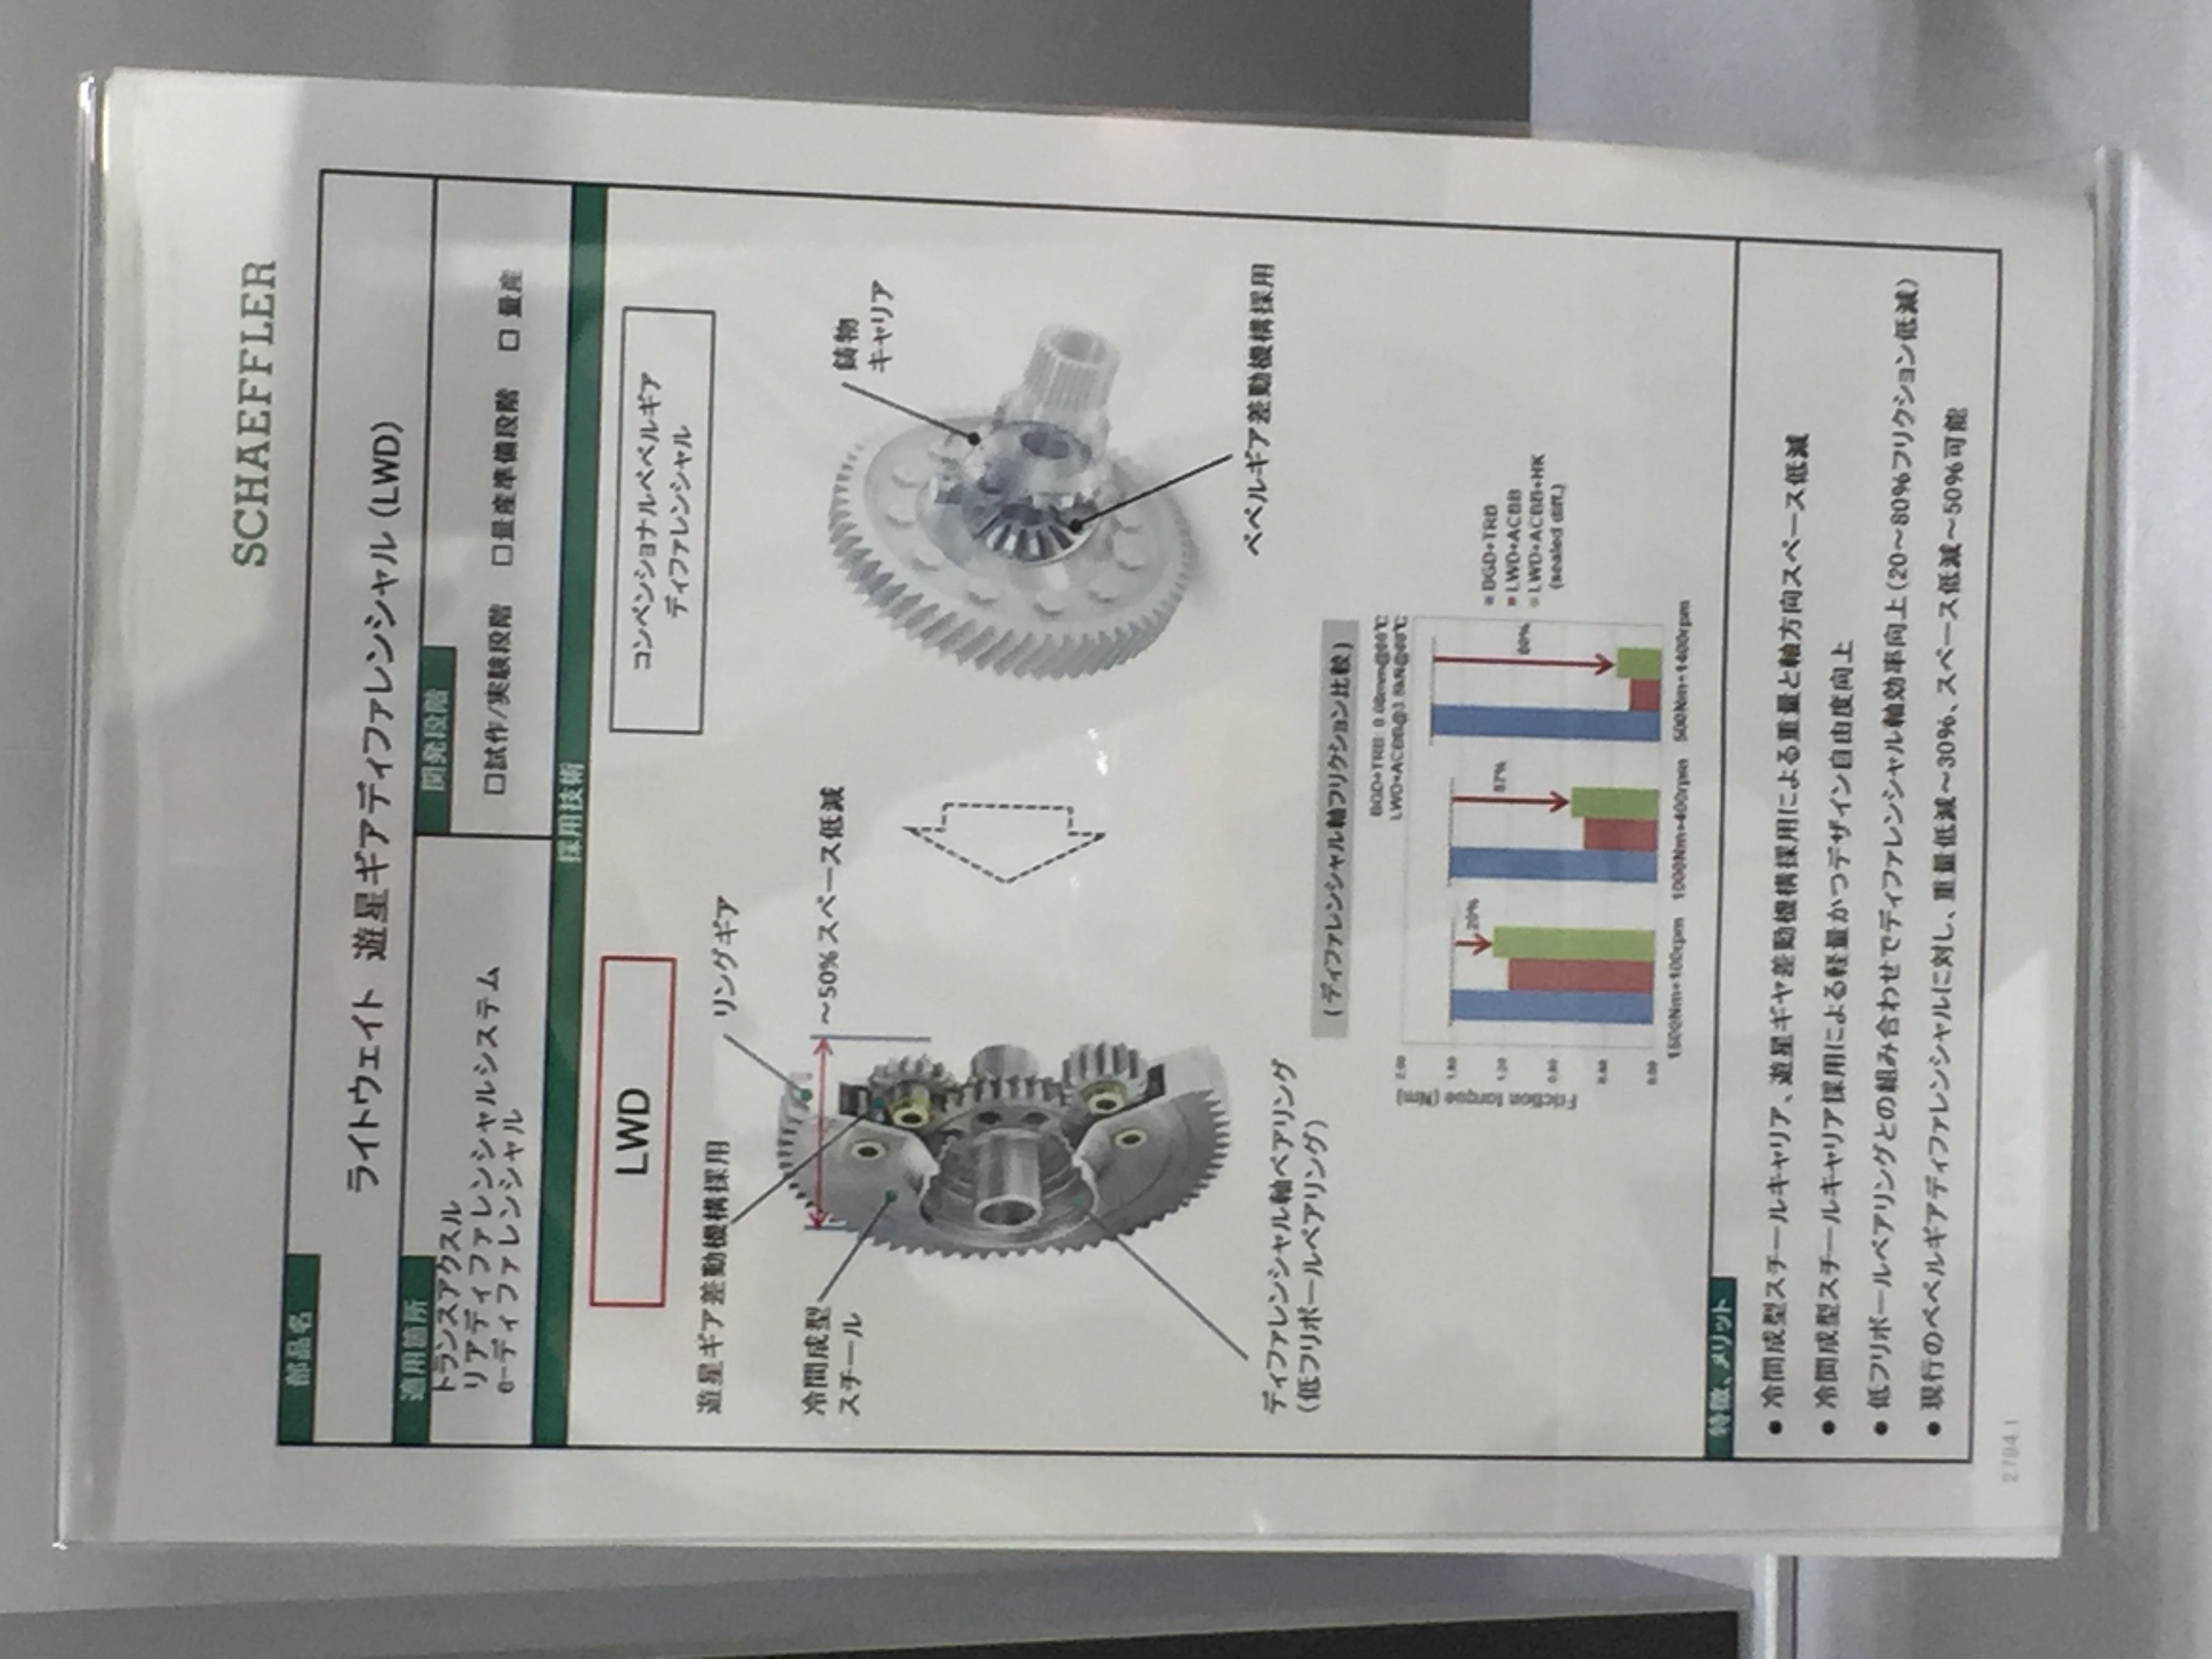 SCHAEFFLER
部品名
ライトウェイト 遊星ギアディファレンシャル (LWD)
適用箇所
トランスアクスル
リアディファレンシャルシステム
e-ディファレンシャル
開発段階
□試作/実験段階 □量産準備段階 □ 量産
採用技術
LWD
コンベンショナルベベルギア
ディファレンシャル
遊星ギア差動機構採用
リングギア
冷間成型
スチール
～50% スペース低減
鋳物
キャリア
ディファレンシャル軸ベアリング
（低フリボールベアリング）
ベベルギア差動機構採用
(ディファレンシャル軸フリクション比較)
BGD+TRB:
LWD+ACBB@
Friction torque (Nm)
2.00
1.60
1.20
0.80
0.40
0.00
20%
57%
80%
BGD+TRB
LWD+ACBB
LWD+ACBB+HK
(sealed diff.)
1500Nm+100rpm 1000Nm+400rpm 500Nm+1400rpm
特徴、メリット
● 冷間成型スチールキャリア、遊星ギヤ差動機構採用による重量と軸方向スペース低減
● 冷間成型スチールキャリア採用による軽量かつデザイン自由度向上
● 低フリボールベアリングとの組み合わせでディファレンシャル軸効率向上（20～80%フリクション低減）
● 現行のベベルギアディファレンシャルに対し、重量低減～30%、スペース低減～50%可能